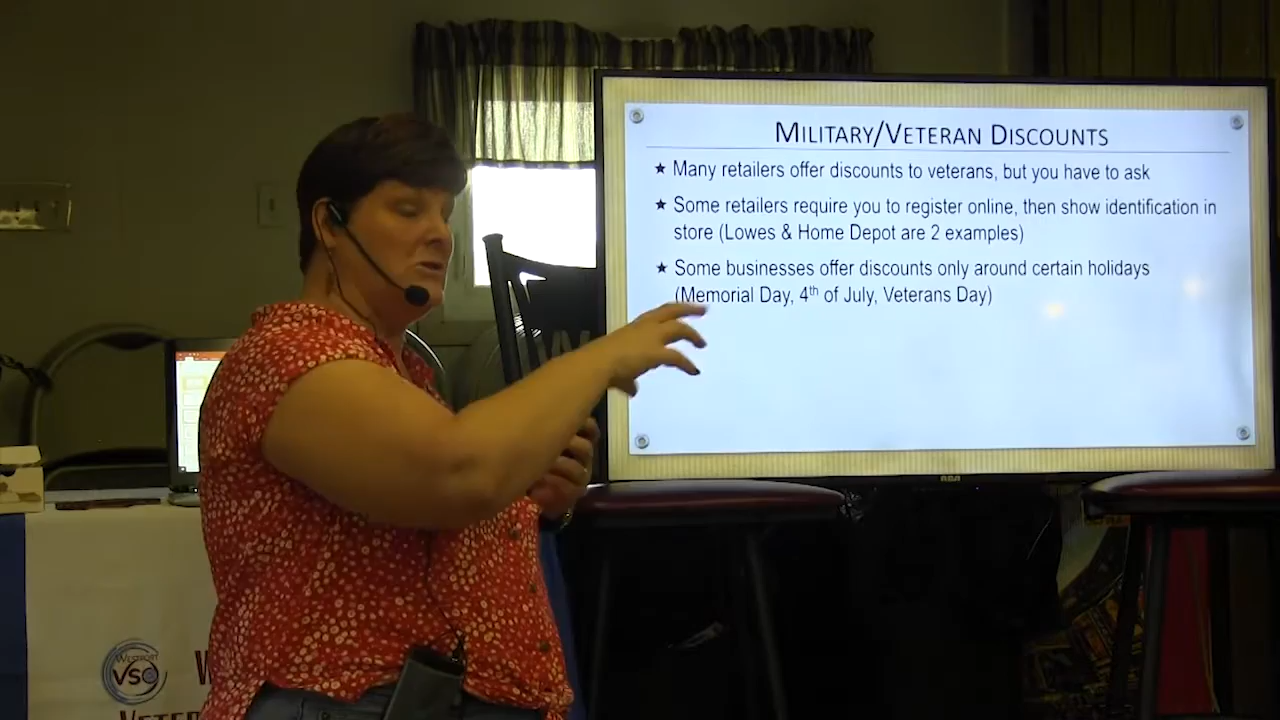 MILITARY/VETERAN DISCOUNTS
★ Many retailers offer discounts to veterans, but you have to ask
★ Some retailers require you to register online, then show identification in
store (Lowes & Home Depot are 2 examples)
★ Some businesses offer discounts only around certain holidays
(Memorial Day, 4th of July, Veterans Day)
RCA
VSO
W
VETER